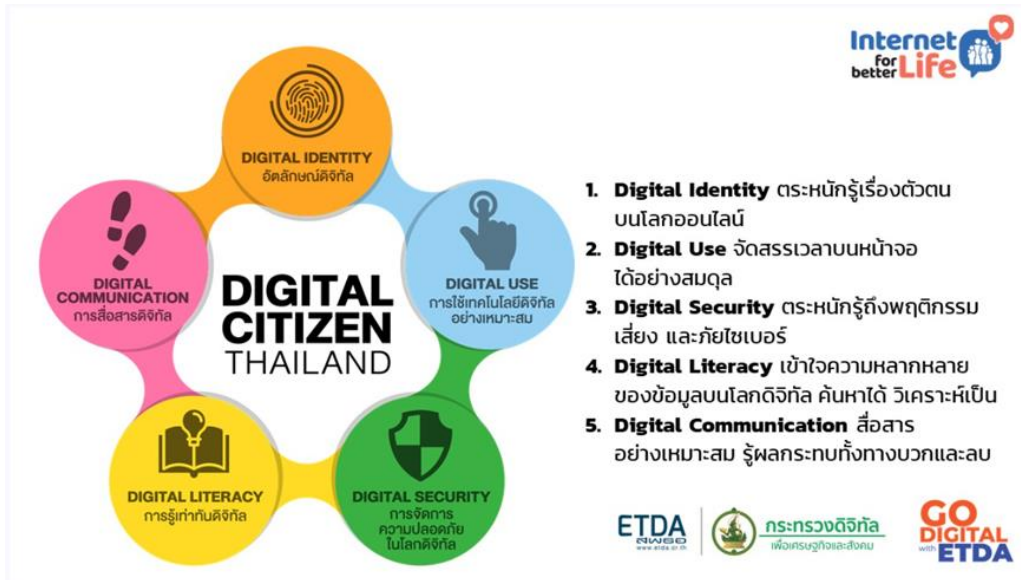 Internet
for
better Life
DIGITAL IDENTITY
อัตลักษณ์ดิจิทัล
DIGITAL
COMMUNICATION
การสื่อสารดิจิทัล
DIGITAL USE
การใช้เทคโนโลยีดิจิทัล
อย่างเหมาะสม
DIGITAL
CITIZEN
THAILAND
DIGITAL LITERACY
การรู้เท่าทันดิจิทัล
DIGITAL SECURITY
การจัดการ
ความปลอดภัย
ในโลกดิจิทัล
1. Digital Identity ตระหนักรู้เรื่องตัวตน
บนโลกออนไลน์
2. Digital Use จัดสรรเวลาบนหน้าจอ
ได้อย่างสมดุล
3. Digital Security ตระหนักรู้ถึงพฤติกรรม
เสี่ยง และภัยไซเบอร์
4. Digital Literacy เข้าใจความหลากหลาย
ของข้อมูลบนโลกดิจิทัล ค้นหาได้ วิเคราะห์เป็น
5. Digital Communication สื่อสาร
อย่างเหมาะสม รู้ผลกระทบทั้งทางบวกและลบ
ETDA
สพธอ
www.etda.or.th
กระทรวงดิจิทัล
เพื่อเศรษฐกิจและสังคม
GO
DIGITAL
with ETDA